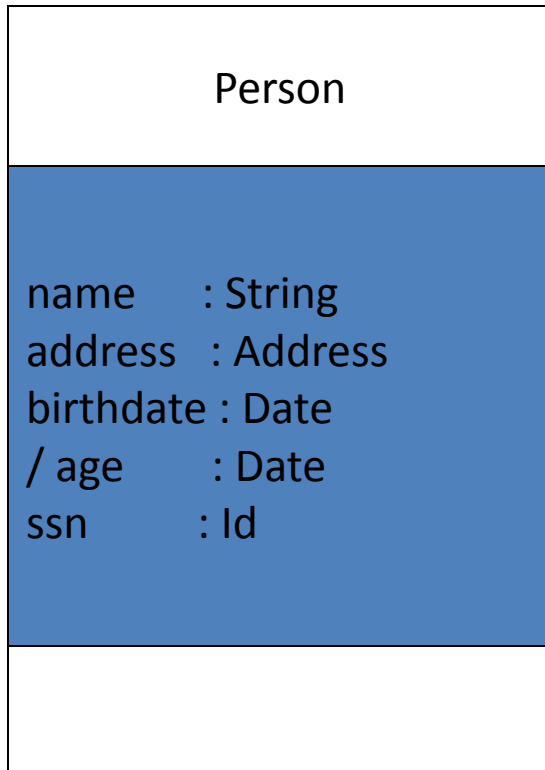 Person
name : String
address : Address
birthdate : Date
/ age : Date
ssn : Id